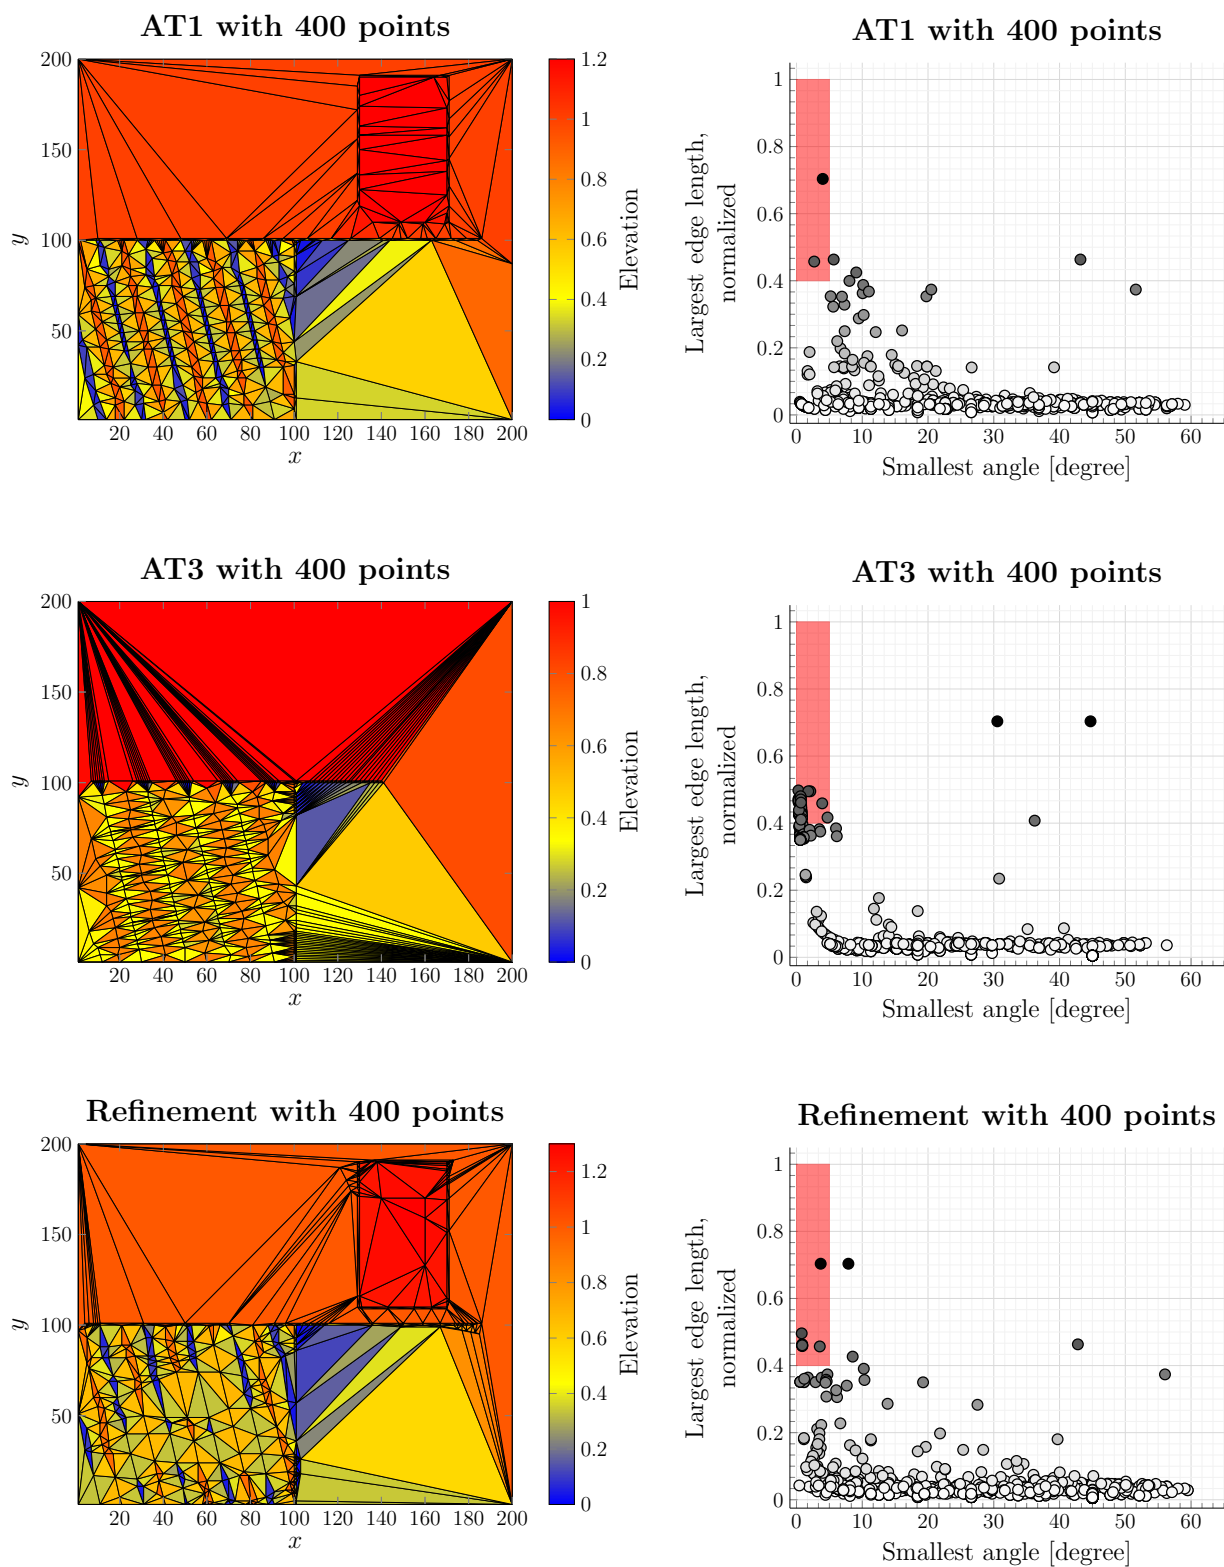 AT1 with 400 points
200
150
100
50
y
20 40 60 80 100 120 140 160 180 200
x
1.2
1
0.8
0.6
0.4
0.2
0
Elevation
AT1 with 400 points
1
0.8
0.6
0.4
0.2
0
Largest edge length,
normalized
0 10 20 30 40 50 60
Smallest angle [degree]
AT3 with 400 points
200
150
100
50
y
20 40 60 80 100 120 140 160 180 200
x
1
0.8
0.6
0.4
0.2
0
Elevation
AT3 with 400 points
1
0.8
0.6
0.4
0.2
0
Largest edge length,
normalized
0 10 20 30 40 50 60
Smallest angle [degree]
Refinement with 400 points
200
150
100
50
y
20 40 60 80 100 120 140 160 180 200
x
1.2
1
0.8
0.6
0.4
0.2
0
Elevation
Refinement with 400 points
1
0.8
0.6
0.4
0.2
0
Largest edge length,
normalized
0 10 20 30 40 50 60
Smallest angle [degree]